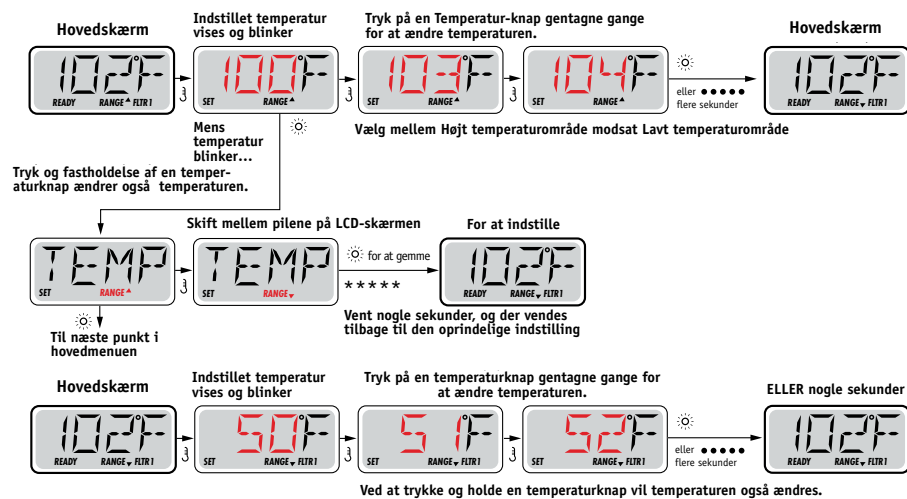 Hovedskærm
Indstillet temperatur
vises og blinker
Tryk på en Temperatur-knap gentagne gange
for at ændre temperaturen.
Hovedskærm
102°F
READY RANGE FLTR1
100°F
SET RANGE
103°F
SET RANGE
104°F
SET RANGE
eller
flere sekunder
102°F
READY RANGE FLTR1
Mens
temperatur
blinker...
Vælg mellem Højt temperaturområde modsat Lavt temperaturområde
Tryk og fastholdelse af en temper-
aturknap ændrer også temperaturen.
Skift mellem pilene på LCD-skærmen
For at indstille
TEMP
SET RANGE
TEMP
SET RANGE
for at gemme
*****
102°F
READY RANGE FLTR1
Vent nogle sekunder, og der vendes
tilbage til den oprindelige indstilling
Til næste punkt i
hovedmenuen
Hovedskærm
Indstillet temperatur
vises og blinker
Tryk på en temperaturknap gentagne gange for
at ændre temperaturen.
ELLER nogle sekunder
102°F
READY RANGE FLTR1
50°F
SET RANGE FLTR1
51°F
SET RANGE FLTR1
52°F
SET RANGE FLTR1
eller
flere sekunder
102°F
READY RANGE FLTR1
Ved at trykke og holde en temperaturknap vil temperaturen også ændres.